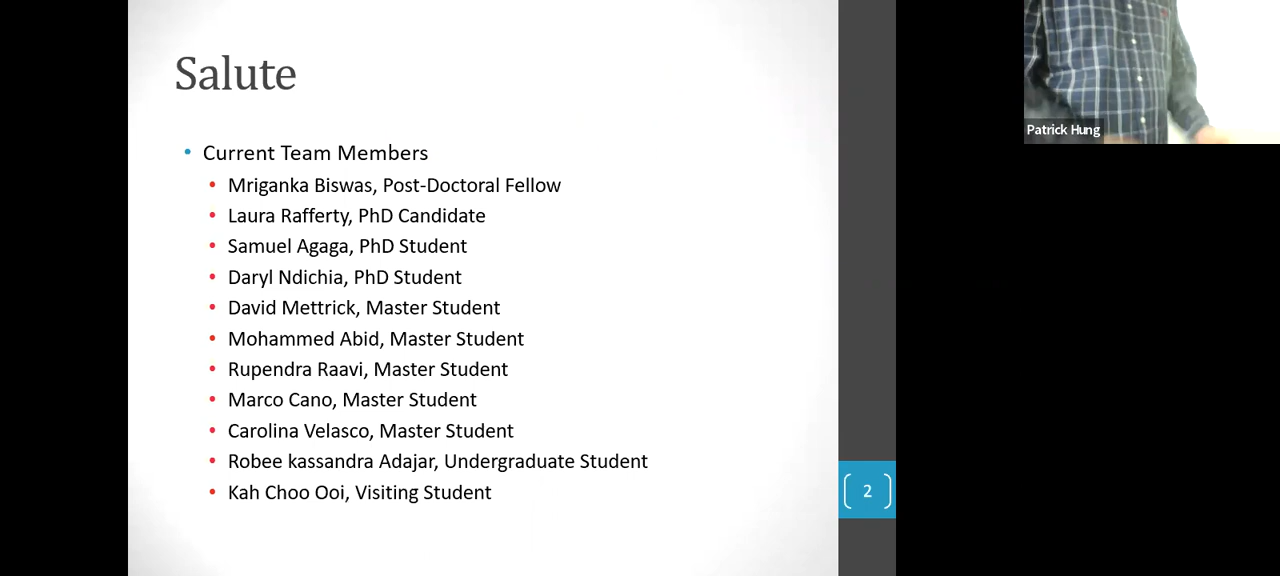 Salute
Current Team Members
Mriganka Biswas, Post-Doctoral Fellow
Laura Rafferty, PhD Candidate
Samuel Agaga, PhD Student
Daryl Ndichia, PhD Student
David Mettrick, Master Student
Mohammed Abid, Master Student
Rupendra Raavi, Master Student
Marco Cano, Master Student
Carolina Velasco, Master Student
Robee kassandra Adajar, Undergraduate Student
Kah Choo Ooi, Visiting Student
2
Patrick Hung